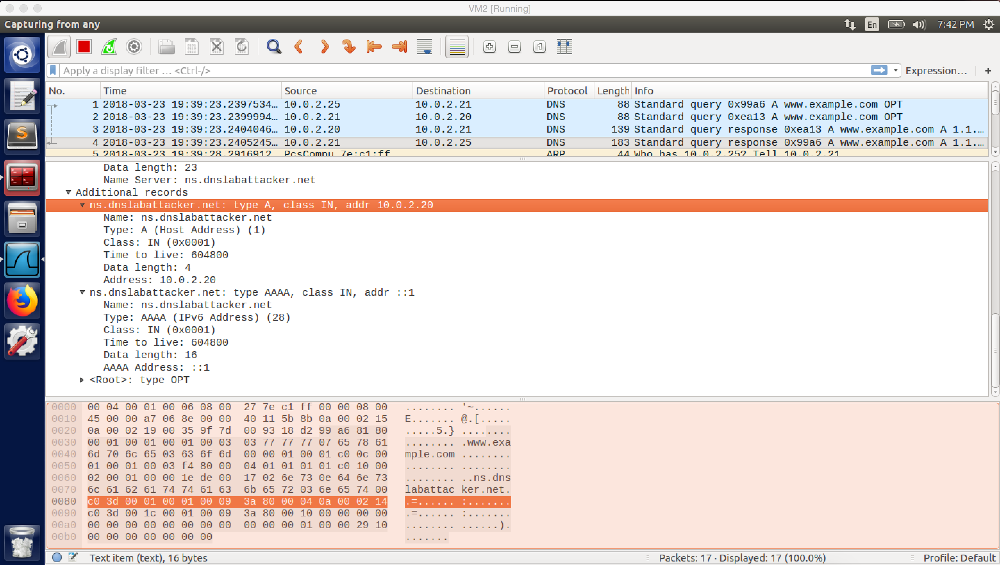 VM2 [Running]
Capturing from any
En
7:42 PM
Apply a display filter … <Ctrl-/>
Expression…
+
No. Time Source Destination Protocol Length Info
1 2018-03-23 19:39:23.2397534… 10.0.2.25 10.0.2.21 DNS 88 Standard query 0x99a6 A www.example.com OPT
2 2018-03-23 19:39:23.2399994… 10.0.2.21 10.0.2.20 DNS 88 Standard query 0xea13 A www.example.com OPT
3 2018-03-23 19:39:23.2404046… 10.0.2.20 10.0.2.21 DNS 139 Standard query response 0xea13 A www.example.com A 1.1.…
4 2018-03-23 19:39:23.2405245… 10.0.2.21 10.0.2.25 DNS 183 Standard query response 0x99a6 A www.example.com A 1.1.…
5 2018-03-23 19:39:28.2916912 PcsCompu_7e:c1:ff ARP 44 Who has 10.0.2.25? Tell 10.0.2.21
Data length: 23
Name Server: ns.dnslabattacker.net
Additional records
ns.dnslabattacker.net: type A, class IN, addr 10.0.2.20
Name: ns.dnslabattacker.net
Type: A (Host Address) (1)
Class: IN (0x0001)
Time to live: 604800
Data length: 4
Address: 10.0.2.20
ns.dnslabattacker.net: type AAAA, class IN, addr ::1
Name: ns.dnslabattacker.net
Type: AAAA (IPv6 Address) (28)
Class: IN (0x0001)
Time to live: 604800
Data length: 16
AAAA Address: ::1
<Root>: type OPT
0000 00 04 00 01 00 06 08 00 27 7e c1 ff 00 00 08 00 ........ '~......
0010 45 00 00 a7 06 8e 00 00 40 11 5b 8b 0a 00 02 15 E....... @.[.....
0020 0a 00 02 19 00 35 9f 7d 00 93 18 d2 99 a6 81 80 .....5.} ........
0030 00 01 00 01 00 01 00 03 03 77 77 77 07 65 78 61 ........ .www.exa
0040 6d 70 6c 65 03 63 6f 6d 00 00 01 00 01 c0 0c 00 mple.com ........
0050 01 00 01 00 03 f4 80 00 04 01 01 01 01 c0 10 00 ........ ........
0060 02 00 01 00 00 1e de 00 17 02 6e 73 0e 64 6e 73 ........ ..ns.dns
0070 6c 61 62 61 74 74 61 63 6b 65 72 03 6e 65 74 00 labattac ker.net.
0080 c0 3d 00 01 00 01 00 09 3a 80 00 04 0a 00 02 14 .=...... :.......
0090 c0 3d 00 1c 00 01 00 09 3a 80 00 10 00 00 00 00 .=...... :.......
00a0 00 00 00 00 00 00 00 00 00 00 00 01 00 00 29 10 ........ ......).
00b0 00 00 00 00 00 00 00 .......
Text item (text), 16 bytes
Packets: 17 · Displayed: 17 (100.0%)
Profile: Default